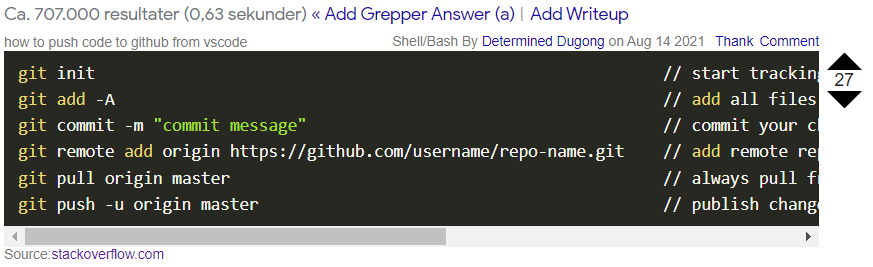 Ca. 707.000 resultater (0,63 sekunder) « Add Grepper Answer (a) | Add Writeup
how to push code to github from vscode Shell/Bash By Determined Dugong on Aug 14 2021 Thank Comment
git init // start tracking
git add -A // add all files
27
git commit -m "commit message" // commit your
git remote add origin https://github.com/username/repo-name.git // add remote
git pull origin master // always pull
git push -u origin master // publish
Source:stackoverflow.com